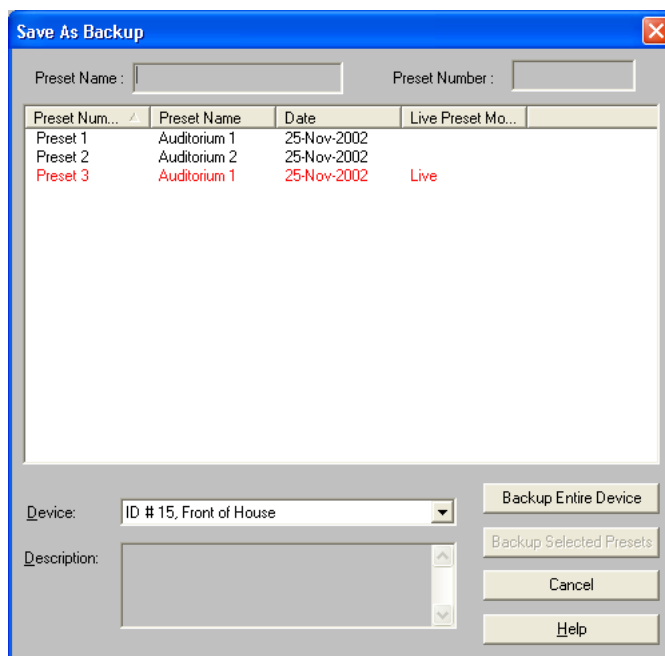 Save As Backup
Preset Name : Preset Number :
Preset Num... Preset Name Date Live Preset Mo...
Preset 1 Auditorium 1 25-Nov-2002
Preset 2 Auditorium 2 25-Nov-2002
Preset 3 Auditorium 1 25-Nov-2002 Live
Device: ID # 15, Front of House
Backup Entire Device
Description:
Backup Selected Presets
Cancel
Help